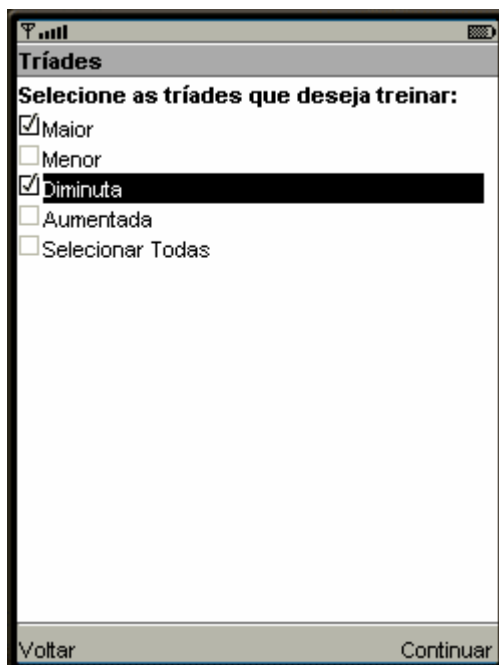 Tríades
Selecione as tríades que deseja treinar:
Maior
Menor
Diminuta
Aumentada
Selecionar Todas
Voltar Continuar